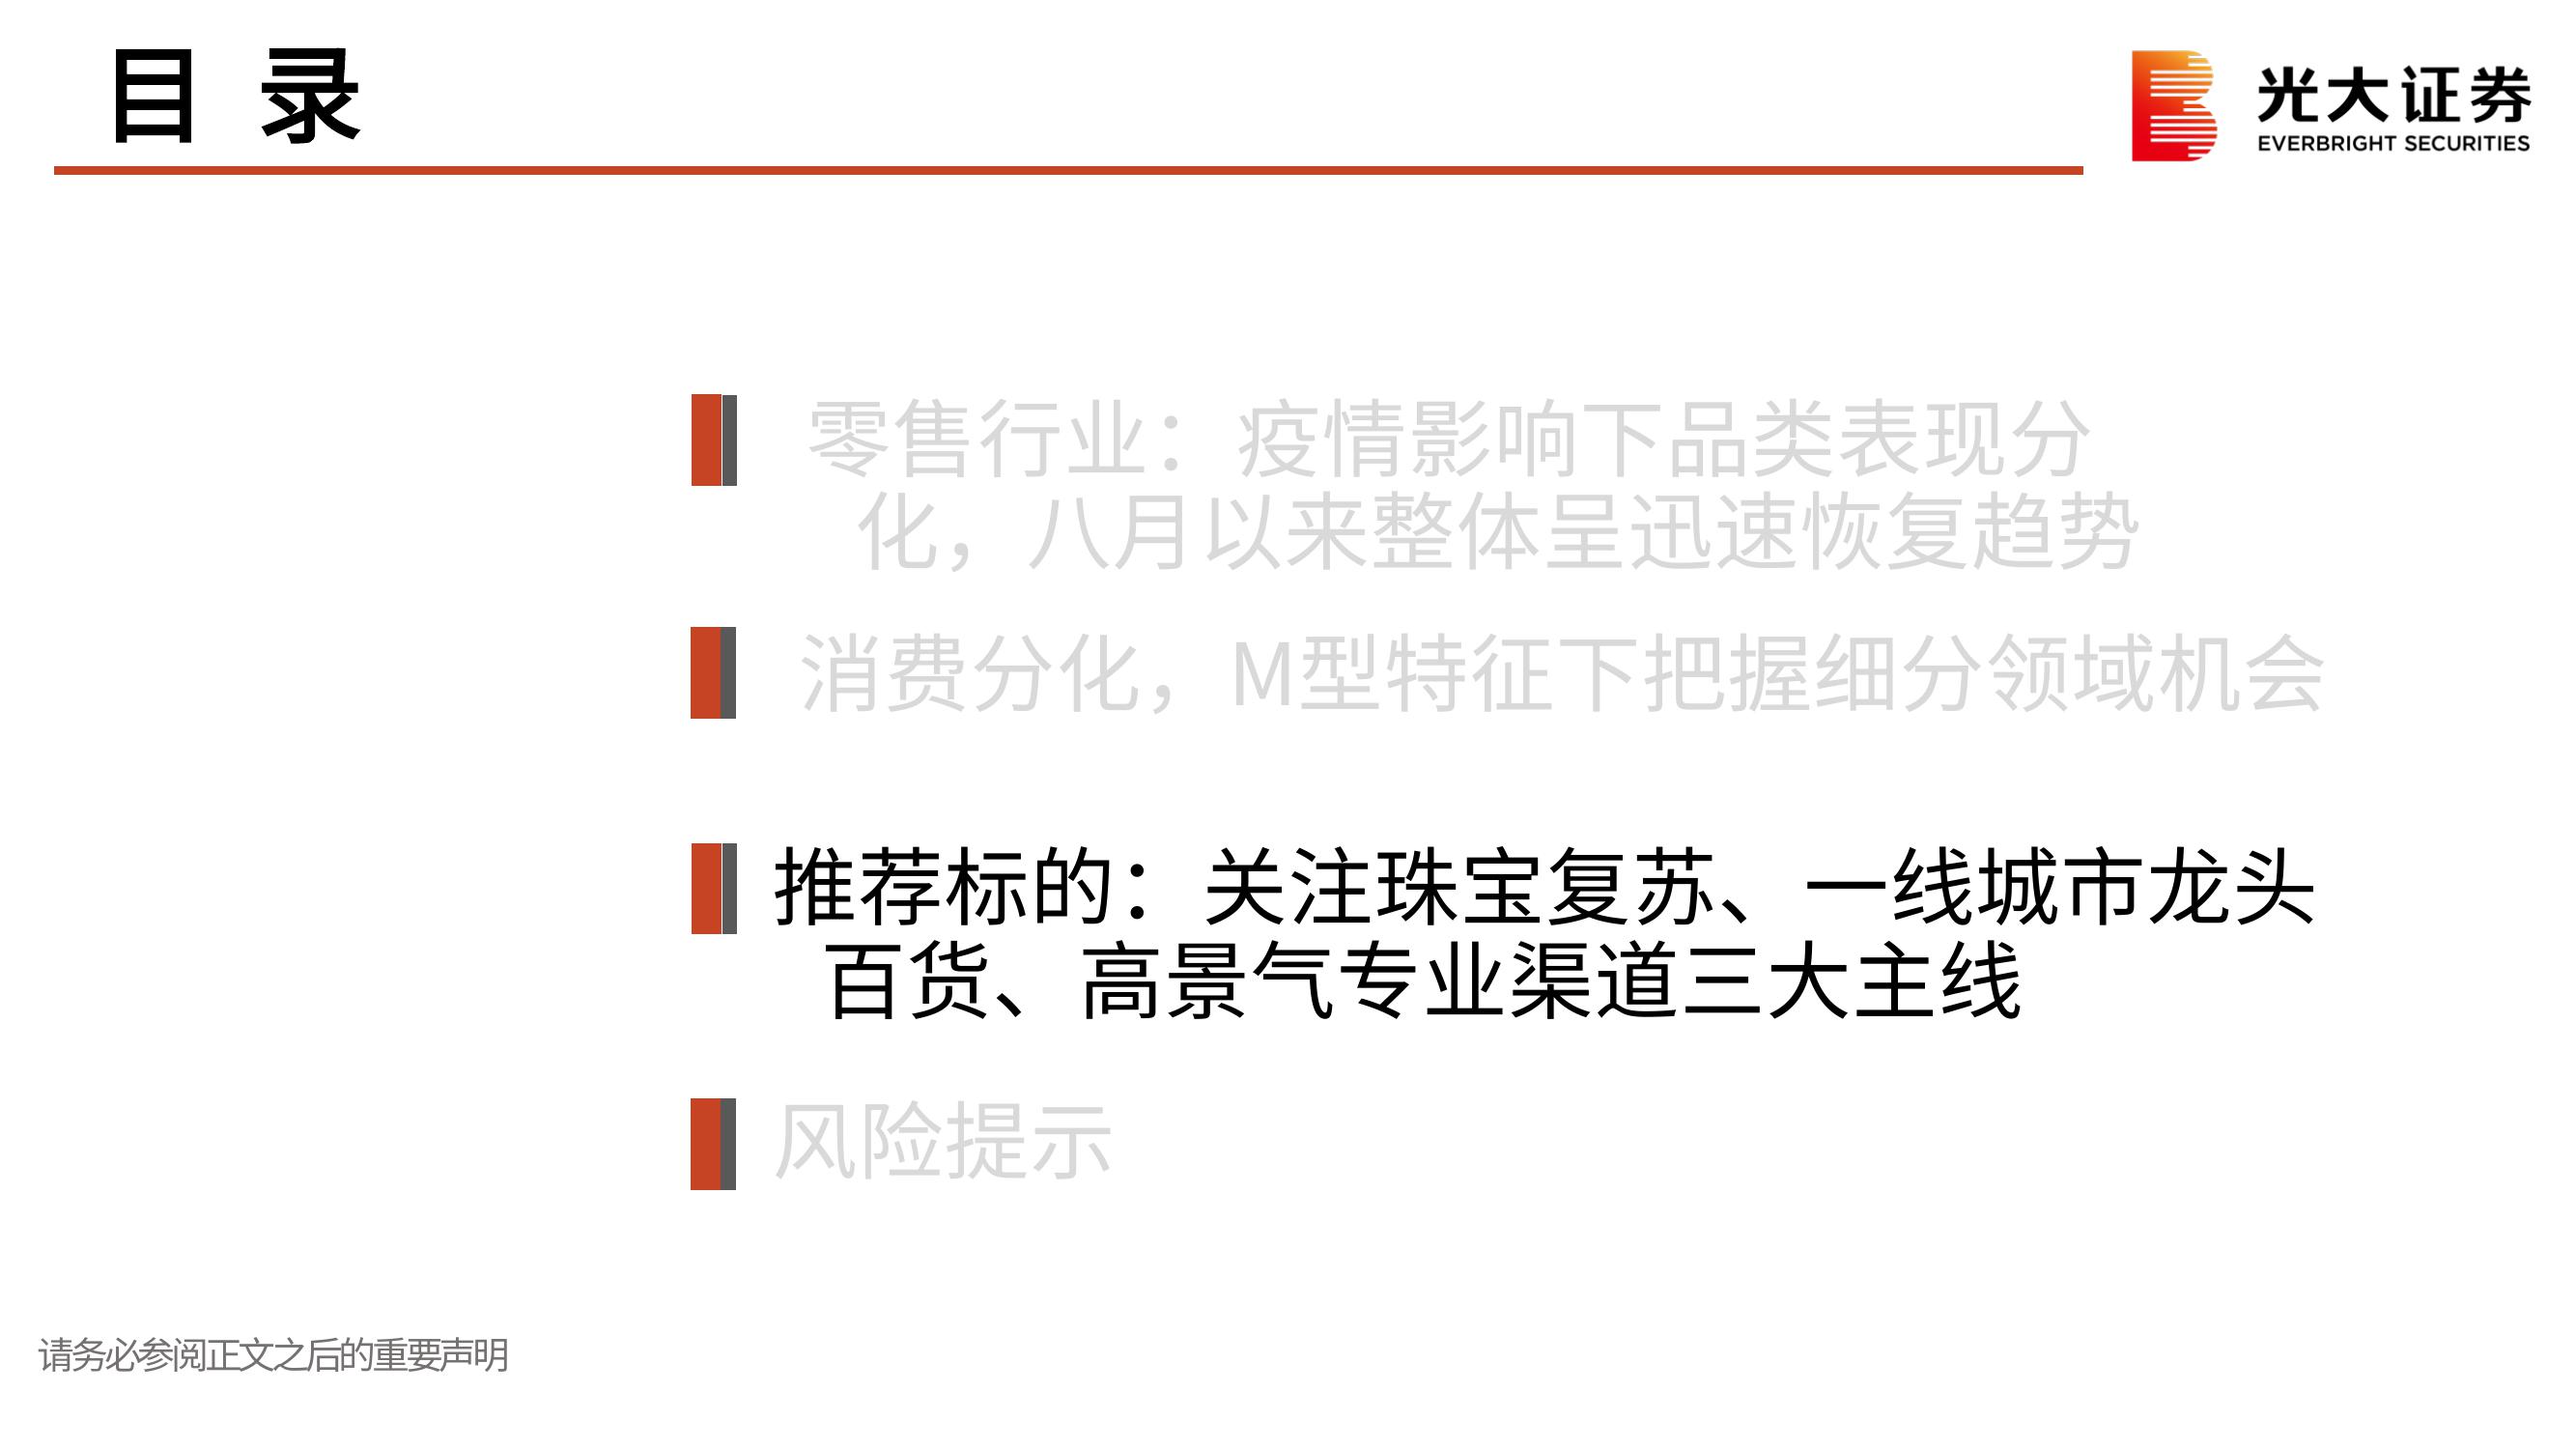 目 录
光大证券
EVERBRIGHT SECURITIES
零售行业：疫情影响下品类表现分
化，八月以来整体呈迅速恢复趋势
消费分化，M型特征下把握细分领域机会
推荐标的：关注珠宝复苏、一线城市龙头
百货、高景气专业渠道三大主线
风险提示
请务必参阅正文之后的重要声明